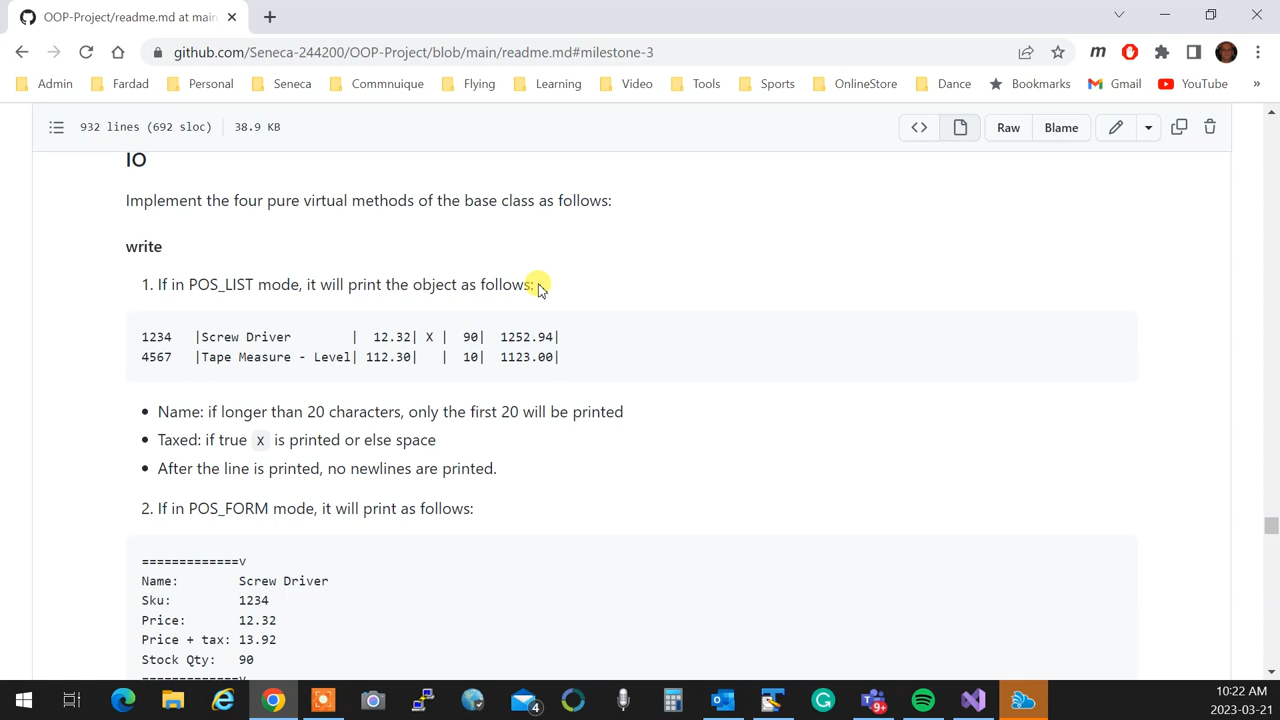 OOP-Project/readme.md at main
github.com/Seneca-244200/OOP-Project/blob/main/readme.md#milestone-3
m
Admin Fardad Personal Seneca Commnuique Flying Learning Video Tools Sports OnlineStore Dance Bookmarks Gmail YouTube »
932 lines (692 sloc) 38.9 KB Raw Blame
IO
Implement the four pure virtual methods of the base class as follows:
write
1. If in POS_LIST mode, it will print the object as follows:
1234   |Screw Driver        |  12.32| X |  90|  1252.94|
4567   |Tape Measure - Level| 112.30|   |  10|  1123.00|
• Name: if longer than 20 characters, only the first 20 will be printed
• Taxed: if true X is printed or else space
• After the line is printed, no newlines are printed.
2. If in POS_FORM mode, it will print as follows:
=============v
Name:        Screw Driver
Sku:         1234
Price:       12.32
Price + tax: 13.92
Stock Qty:   90
=============v
4
9+
10:22 AM
2023-03-21